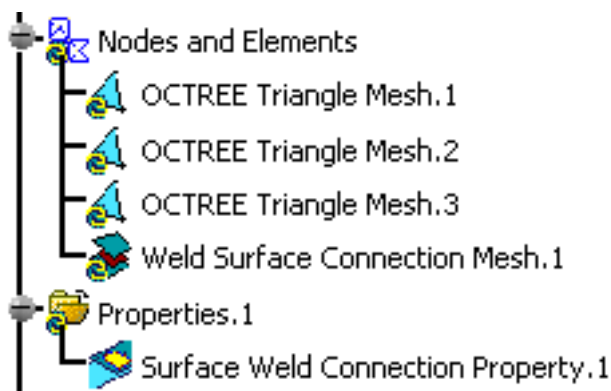 Nodes and Elements
OCTREE Triangle Mesh.1
OCTREE Triangle Mesh.2
OCTREE Triangle Mesh.3
Weld Surface Connection Mesh.1
Properties.1
Surface Weld Connection Property.1